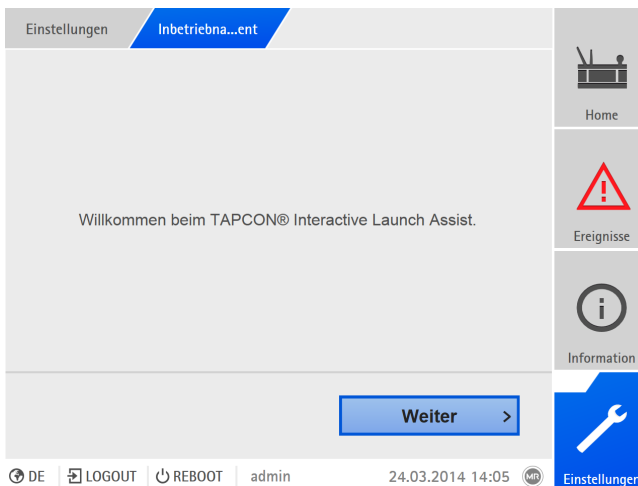 Einstellungen
Inbetriebna...ent
Home
Willkommen beim TAPCON® Interactive Launch Assist.
Ereignisse
Information
Weiter >
DE LOGOUT REBOOT admin 24.03.2014 14:05 MR
Einstellungen